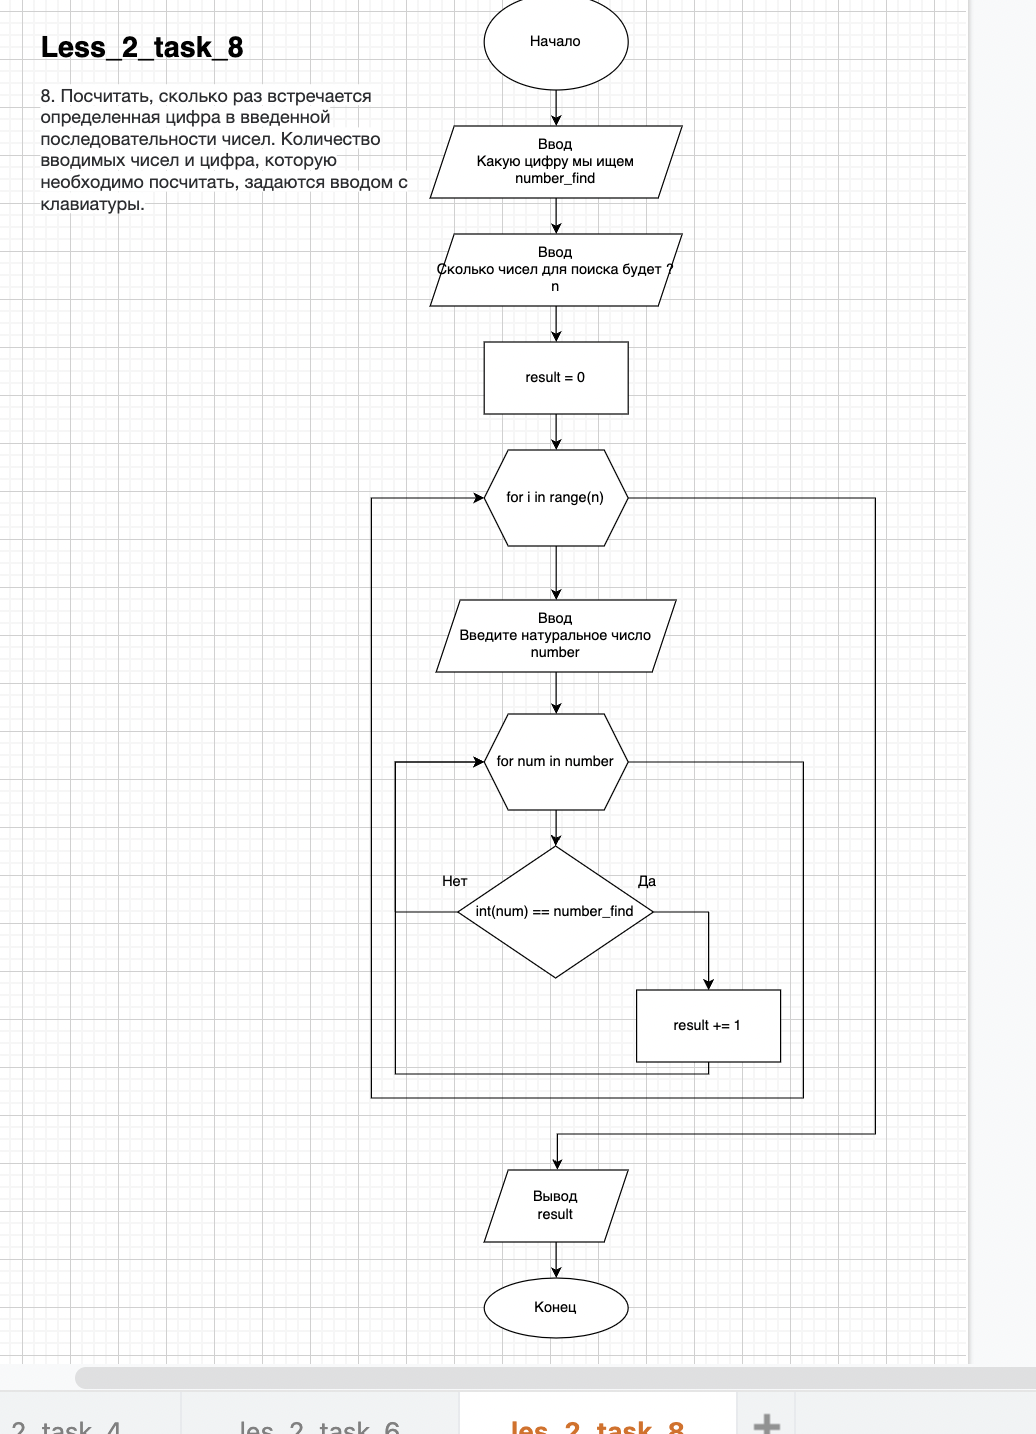 Less_2_task_8
8. Посчитать, сколько раз встречается
определенная цифра в введенной
последовательности чисел. Количество
вводимых чисел и цифра, которую
необходимо посчитать, задаются вводом с
клавиатуры.
Начало
Ввод
Какую цифру мы ищем
number_find
Ввод
Сколько чисел для поиска будет ?
n
result = 0
for i in range(n)
Ввод
Введите натуральное число
number
for num in number
Нет
Да
int(num) == number_find
result += 1
Вывод
result
Конец
2_task_4
les_2_task_6
les_2_task_8